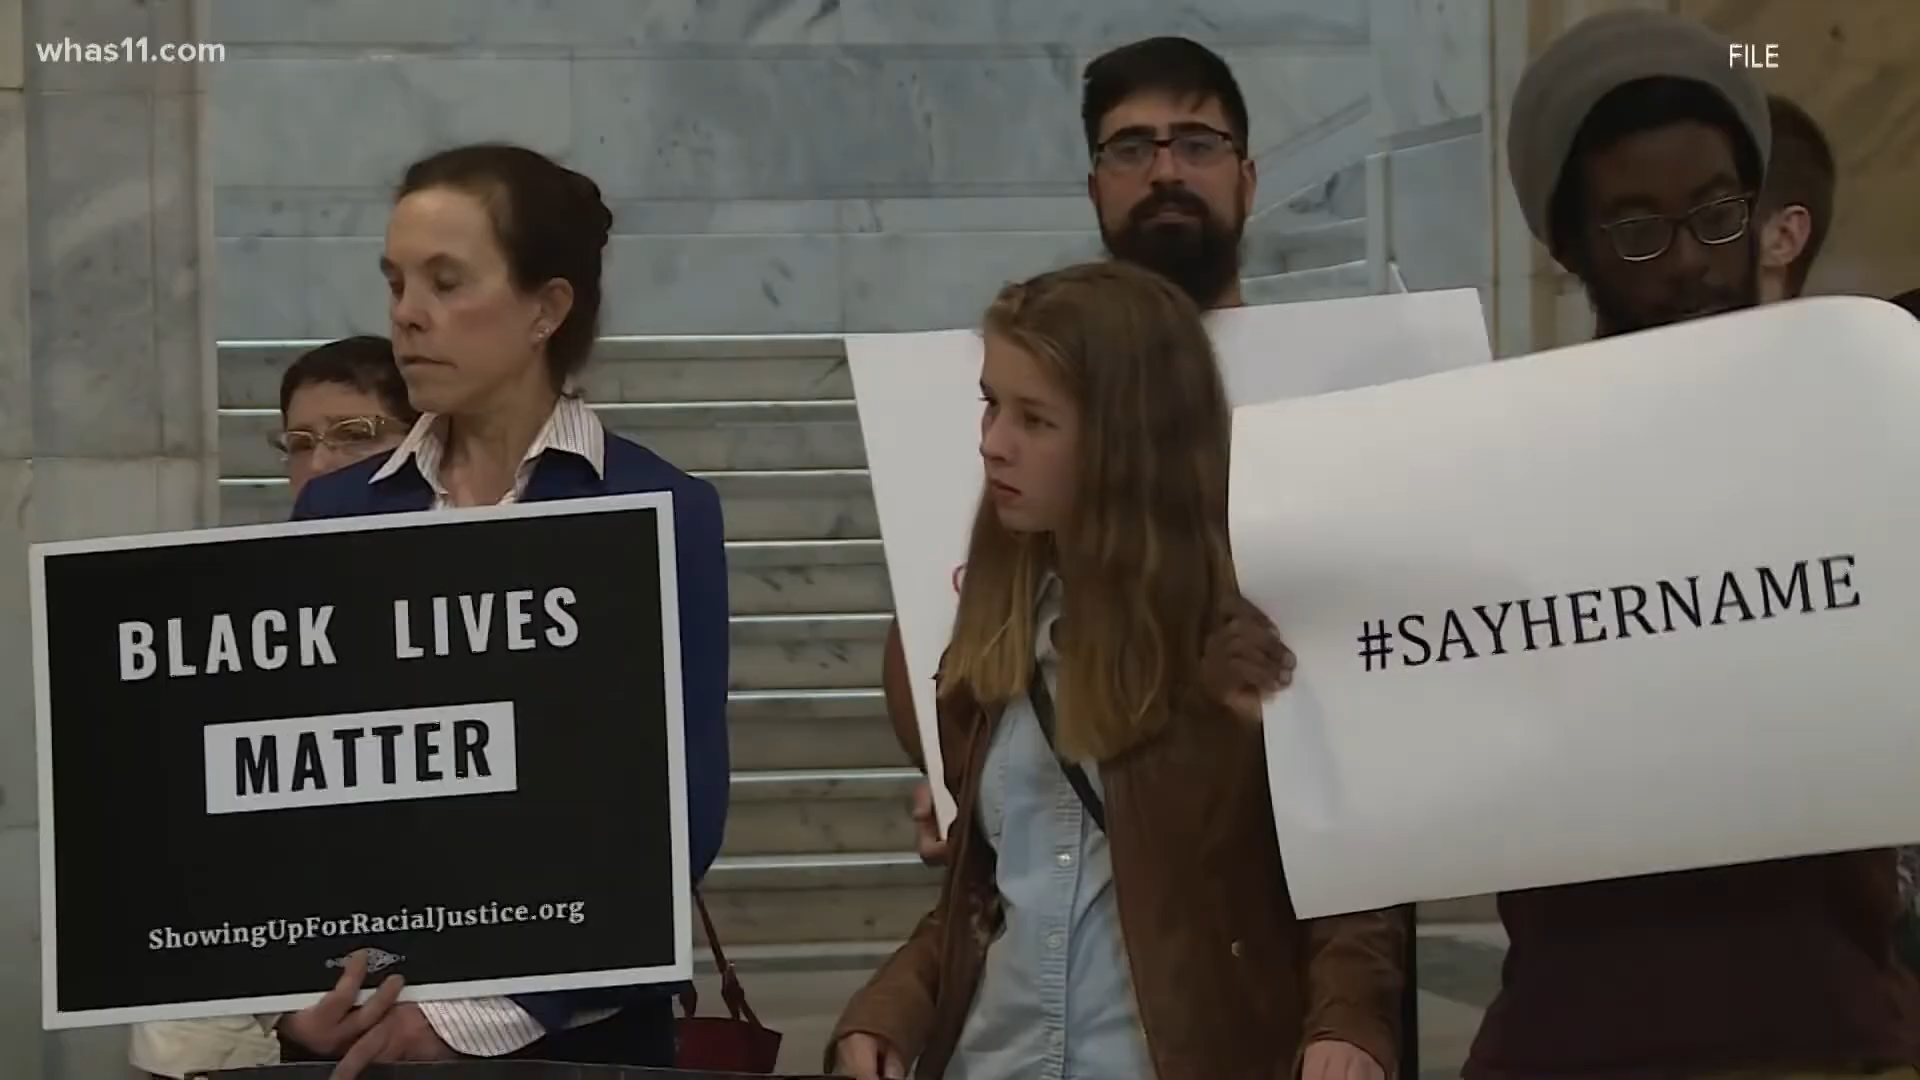 whas11.com
FILE
BLACK LIVES
MATTER
ShowingUpForRacialJustice.org
#SAYHERNAME